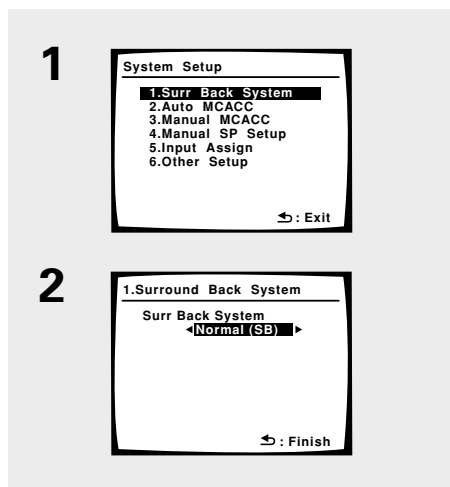 1
System Setup
1.Surr Back System
2.Auto MCACC
3.Manual MCACC
4.Manual SP Setup
5.Input Assign
6.Other Setup
: Exit
2
1.Surround Back System
Surr Back System
Normal (SB)
: Finish